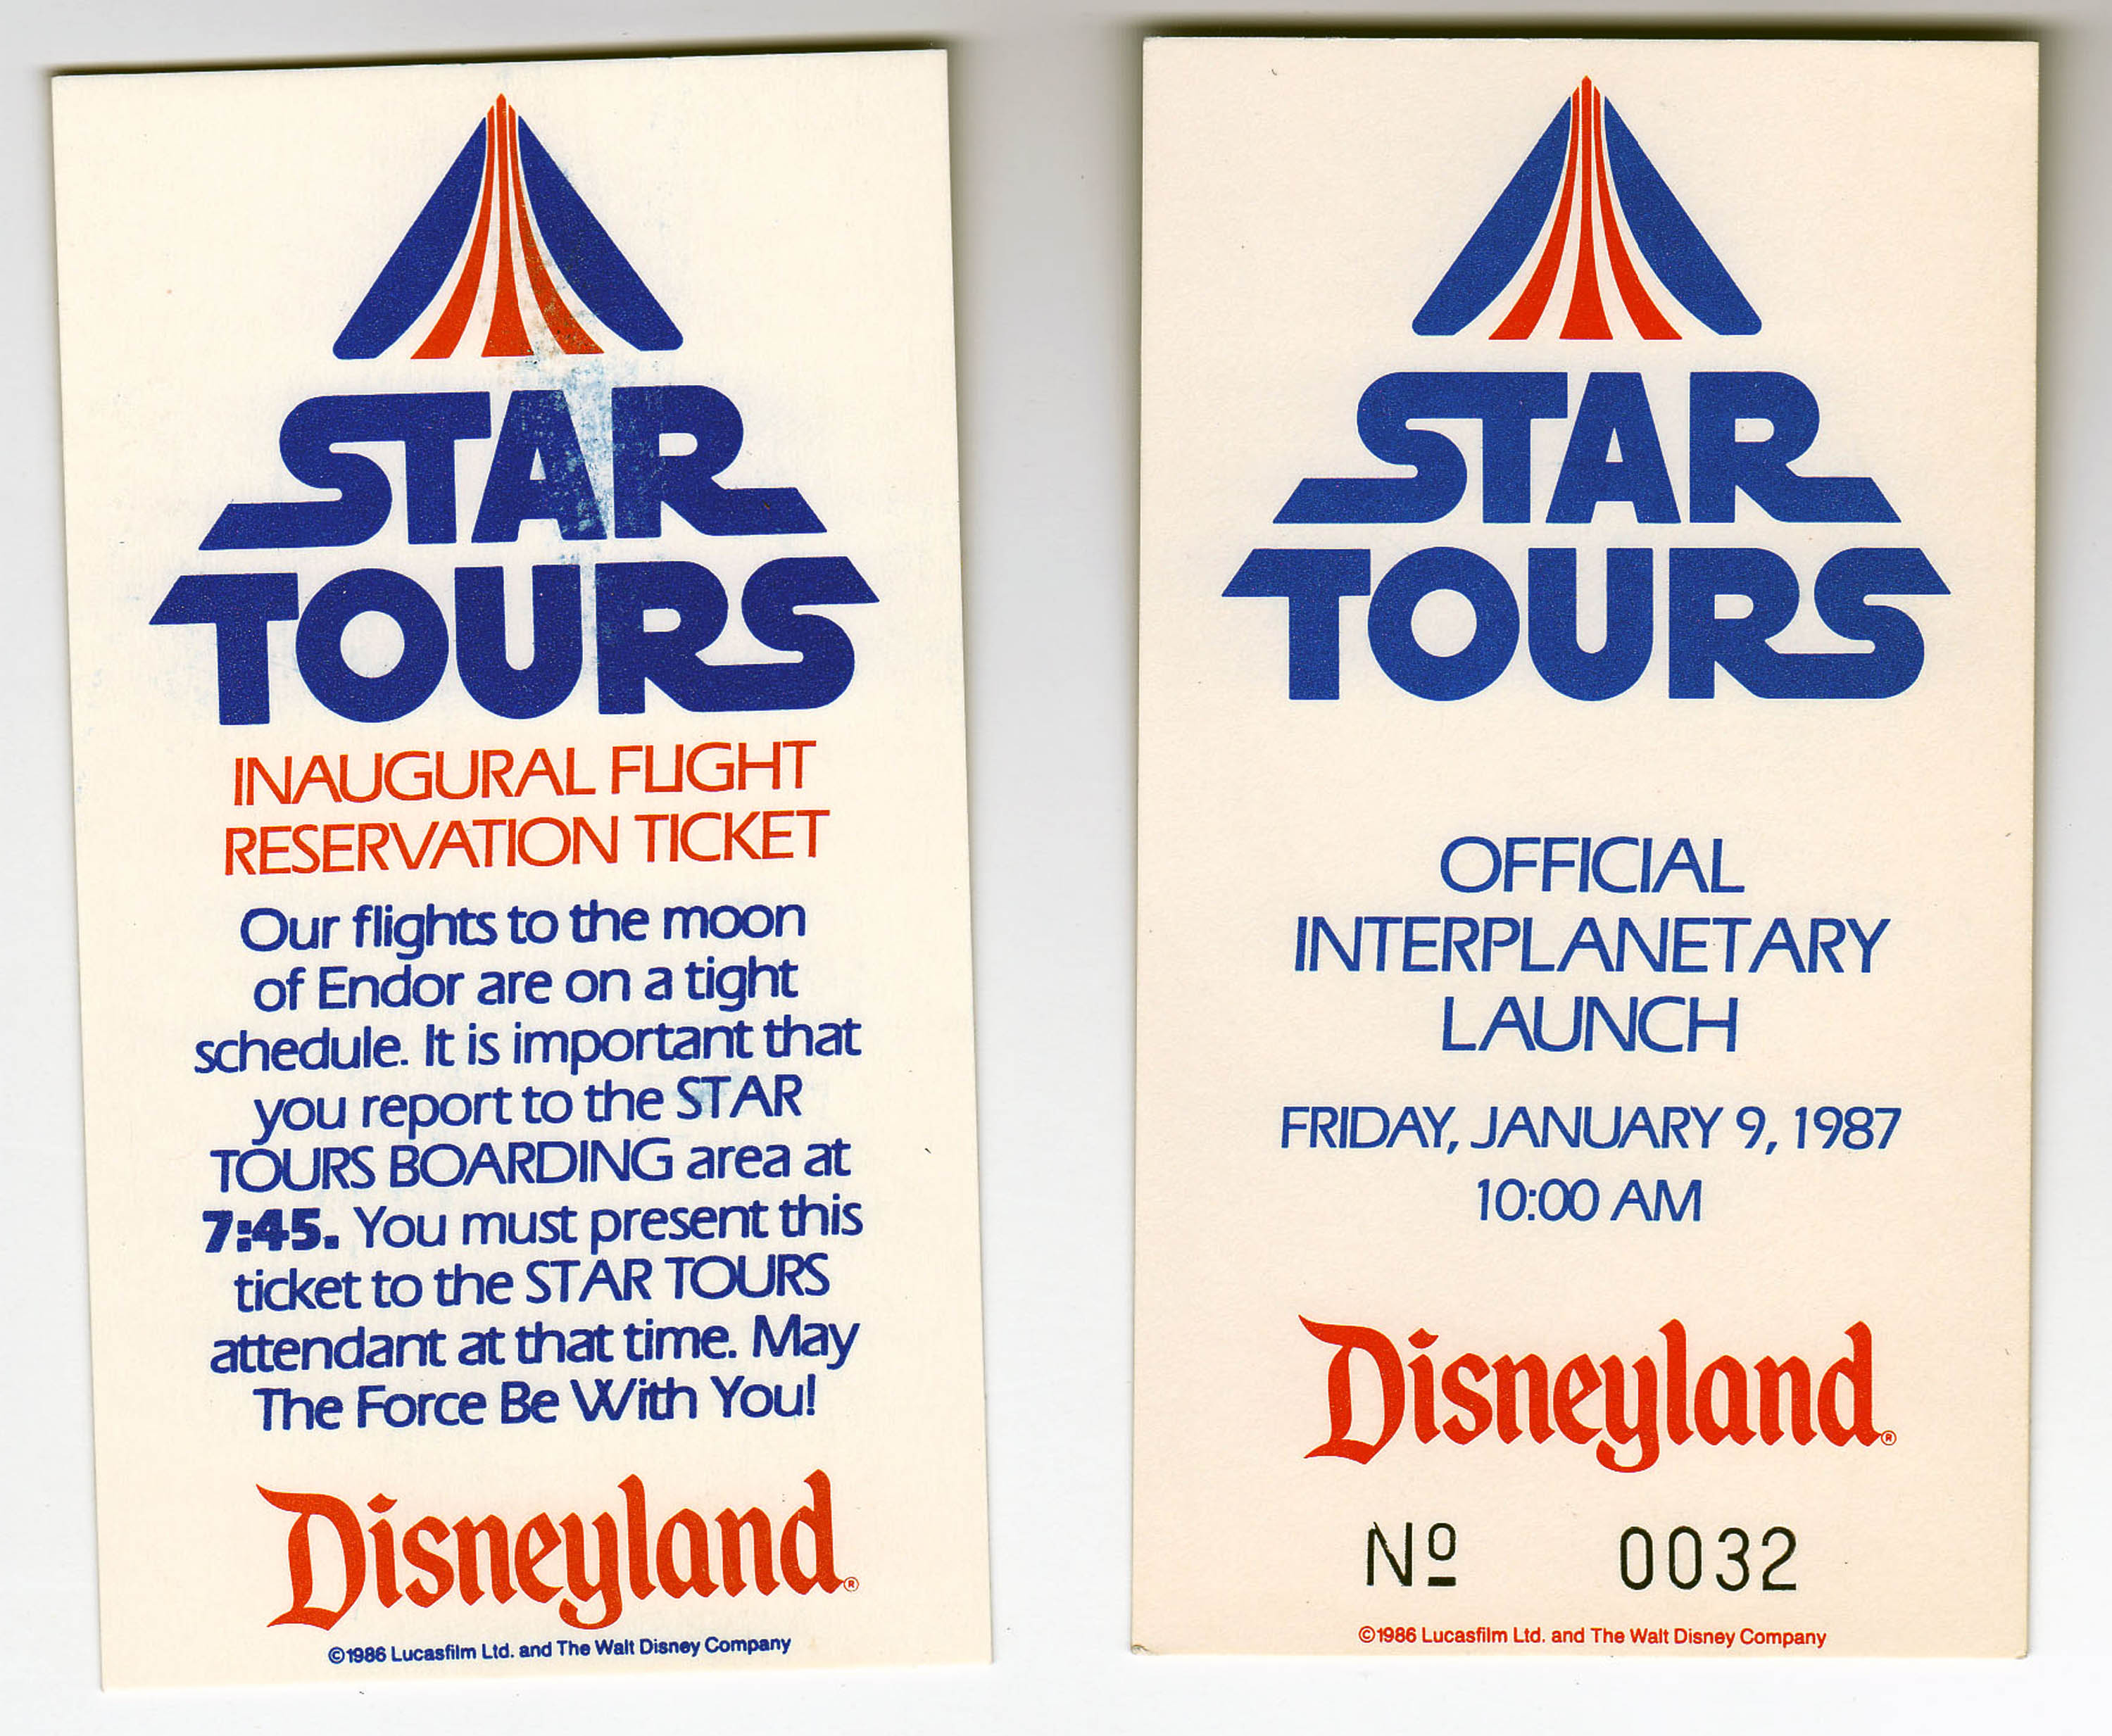 STAR
TOURS
INAUGURAL FLIGHT
RESERVATION TICKET
Our flights to the moon
of Endor are on a tight
schedule. It is important that
you report to the STAR
TOURS BOARDING area at
7:45. You must present this
ticket to the STAR TOURS
attendant at that time. May
The Force Be With You!
Disneyland®
©1986 Lucasfilm Ltd. and The Walt Disney Company
STAR
TOURS
OFFICIAL
INTERPLANETARY
LAUNCH
FRIDAY, JANUARY 9, 1987
10:00 AM
Disneyland®
Nº 0032
©1986 Lucasfilm Ltd. and The Walt Disney Company